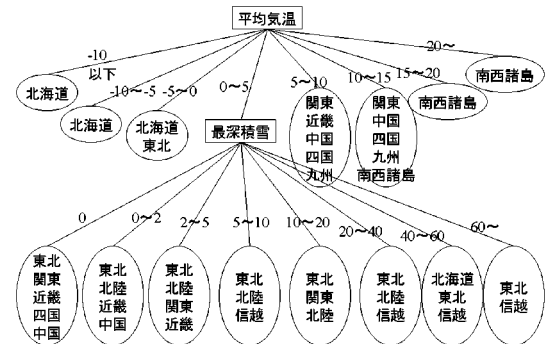 平均気温
-10
以下
-10～-5
-5～0
0～5
5～10
10～15
15～20
20～
北海道
北海道
北海道
東北
最深積雪
関東
近畿
中国
四国
九州
関東
中国
四国
九州
南西諸島
南西諸島
南西諸島
0
0～2
2～5
5～10
10～20
20～40
40～60
60～
東北
関東
近畿
四国
中国
東北
北陸
近畿
中国
東北
北陸
関東
近畿
東北
北陸
信越
東北
関東
北陸
東北
北陸
信越
北海道
東北
信越
東北
信越